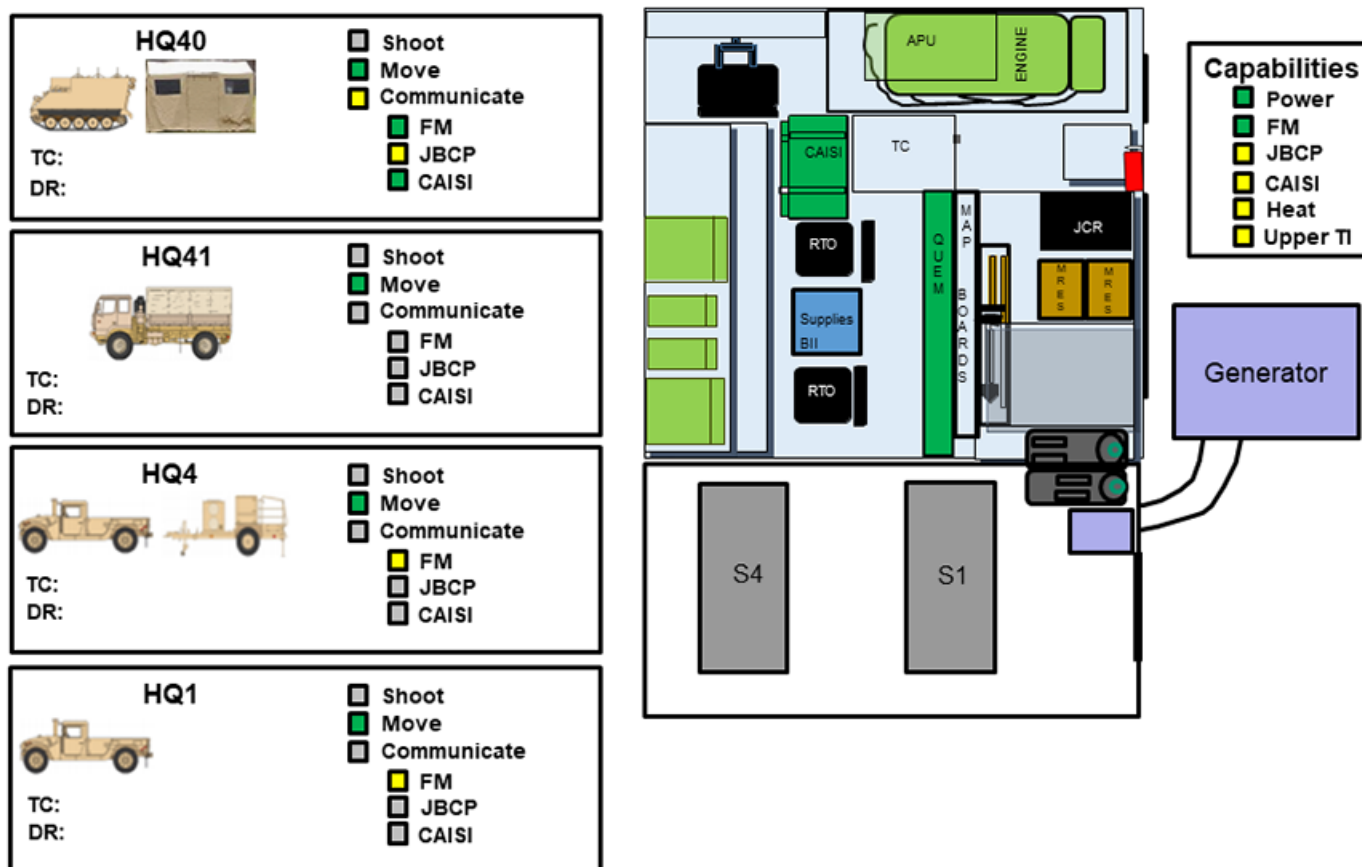 HQ40
Shoot
Move
Communicate
FM
JBCP
CAISI
TC:
DR:
HQ41
Shoot
Move
Communicate
FM
JBCP
CAISI
TC:
DR:
HQ4
Shoot
Move
Communicate
FM
JBCP
CAISI
TC:
DR:
HQ1
Shoot
Move
Communicate
FM
JBCP
CAISI
TC:
DR:
APU
ENGINE
CAISI
TC
RTO
QUEM
MAP BOARDS
JCR
MRES
MRES
Supplies
BII
RTO
S4
S1
Generator
Capabilities
Power
FM
JBCP
CAISI
Heat
Upper TI